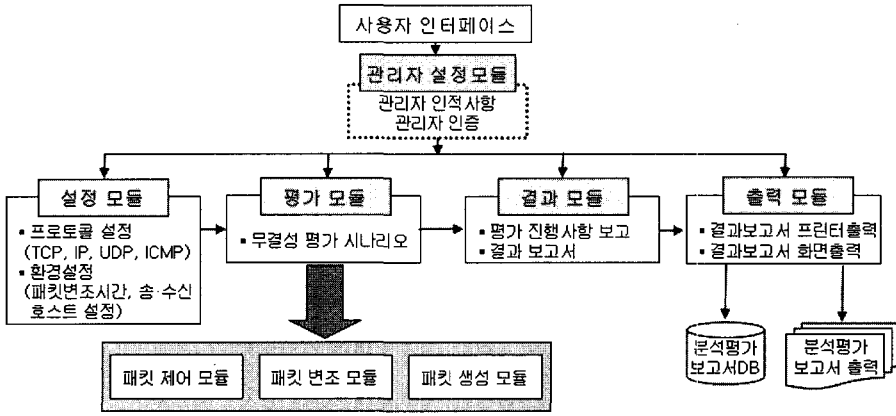 사용자 인터페이스
관리자 설정모듈
관리자 인적사항
관리자 인증
설정 모듈
▪ 프로토콜 설정
(TCP, IP, UDP, ICMP)
▪ 환경설정
(패킷변조시간, 송·수신
호스트 설정)
평가 모듈
▪ 무결성 평가 시나리오
결과 모듈
▪ 평가 진행사항 보고
▪ 결과 보고서
출력 모듈
▪ 결과보고서 프린터출력
▪ 결과보고서 화면출력
패킷 제어 모듈
패킷 변조 모듈
패킷 생성 모듈
분석평가
보고서DB
분석평가
보고서 출력